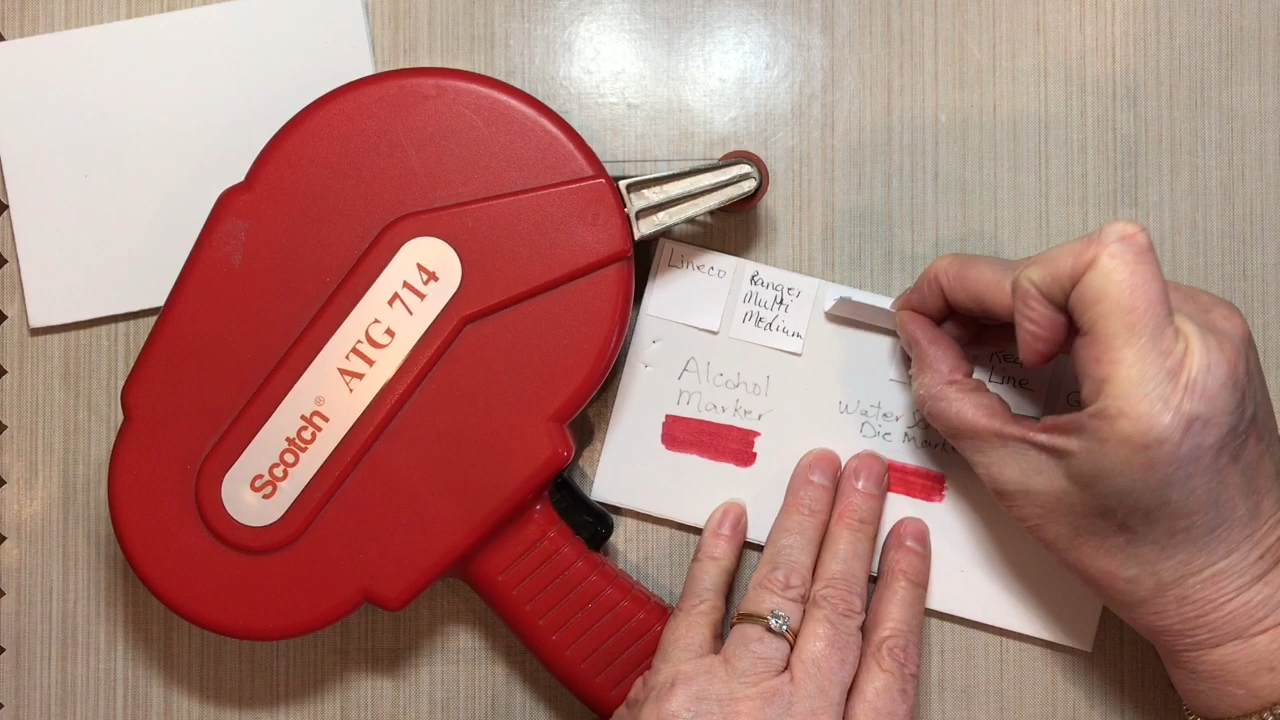 Scotch® ATG 714
Lineco
Ranger
Multi
Medium
Line
Alcohol
Marker
Water
Die Mark